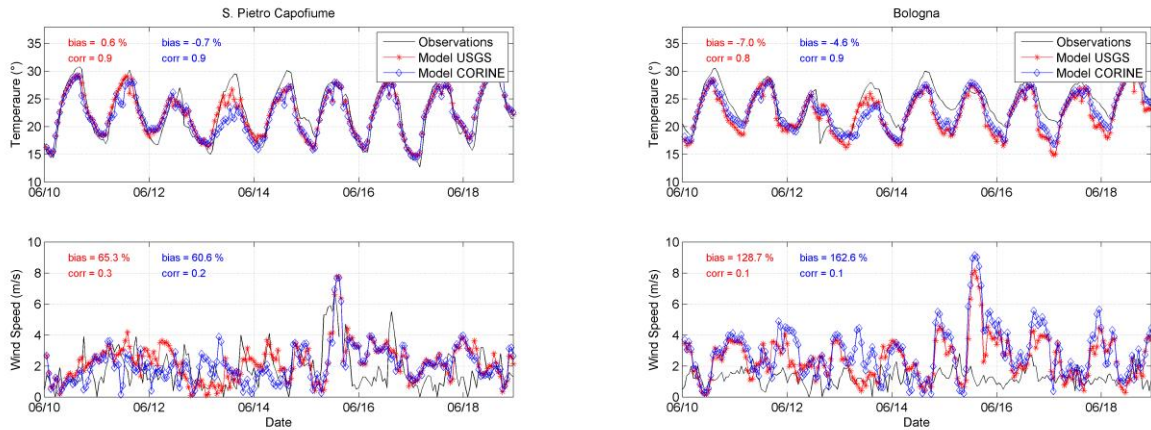 S. Pietro Capofiume
bias = 0.6 %
corr = 0.9
bias = -0.7 %
corr = 0.9
Observations
Model USGS
Model CORINE
Temperaure (°)
35
30
25
20
15
10
06/10
06/12
06/14
06/16
06/18
bias = 65.3 %
corr = 0.3
bias = 60.6 %
corr = 0.2
Wind Speed (m/s)
10
8
6
4
2
0
06/10
06/12
06/14
06/16
06/18
Date
Bologna
bias = -7.0 %
corr = 0.8
bias = -4.6 %
corr = 0.9
Observations
Model USGS
Model CORINE
Temperaure (°)
35
30
25
20
15
10
06/10
06/12
06/14
06/16
06/18
bias = 128.7 %
corr = 0.1
bias = 162.6 %
corr = 0.1
Wind Speed (m/s)
10
8
6
4
2
0
06/10
06/12
06/14
06/16
06/18
Date